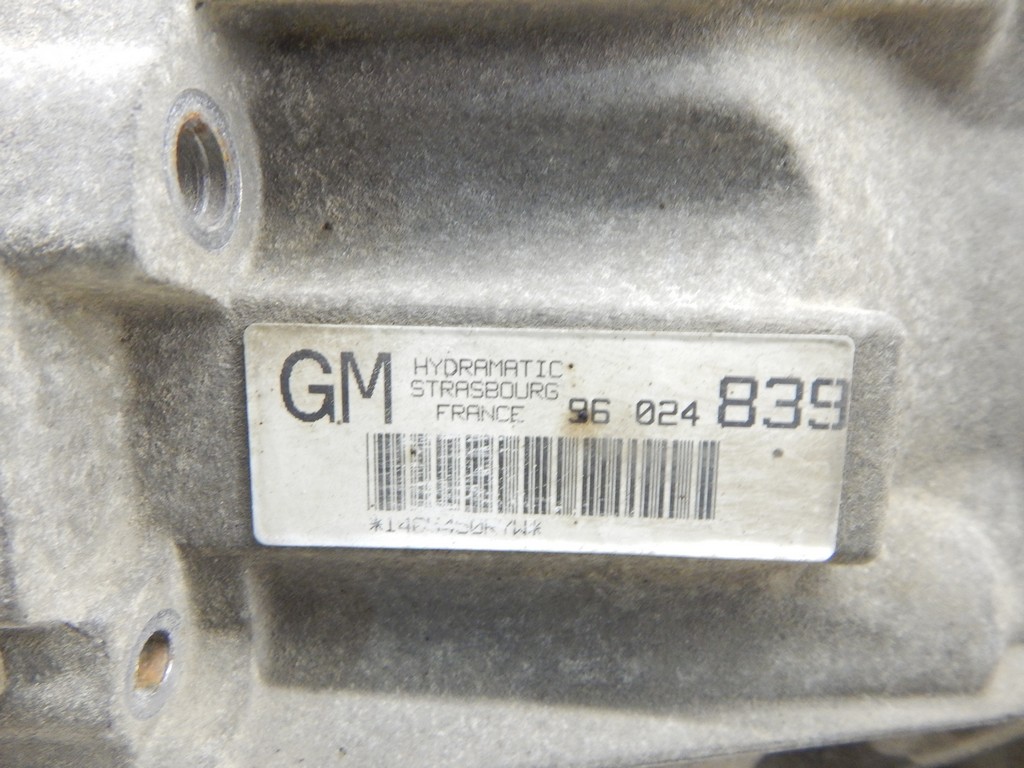 GM
HYDRAMATIC
STRASBOURG
FRANCE
96 024 839